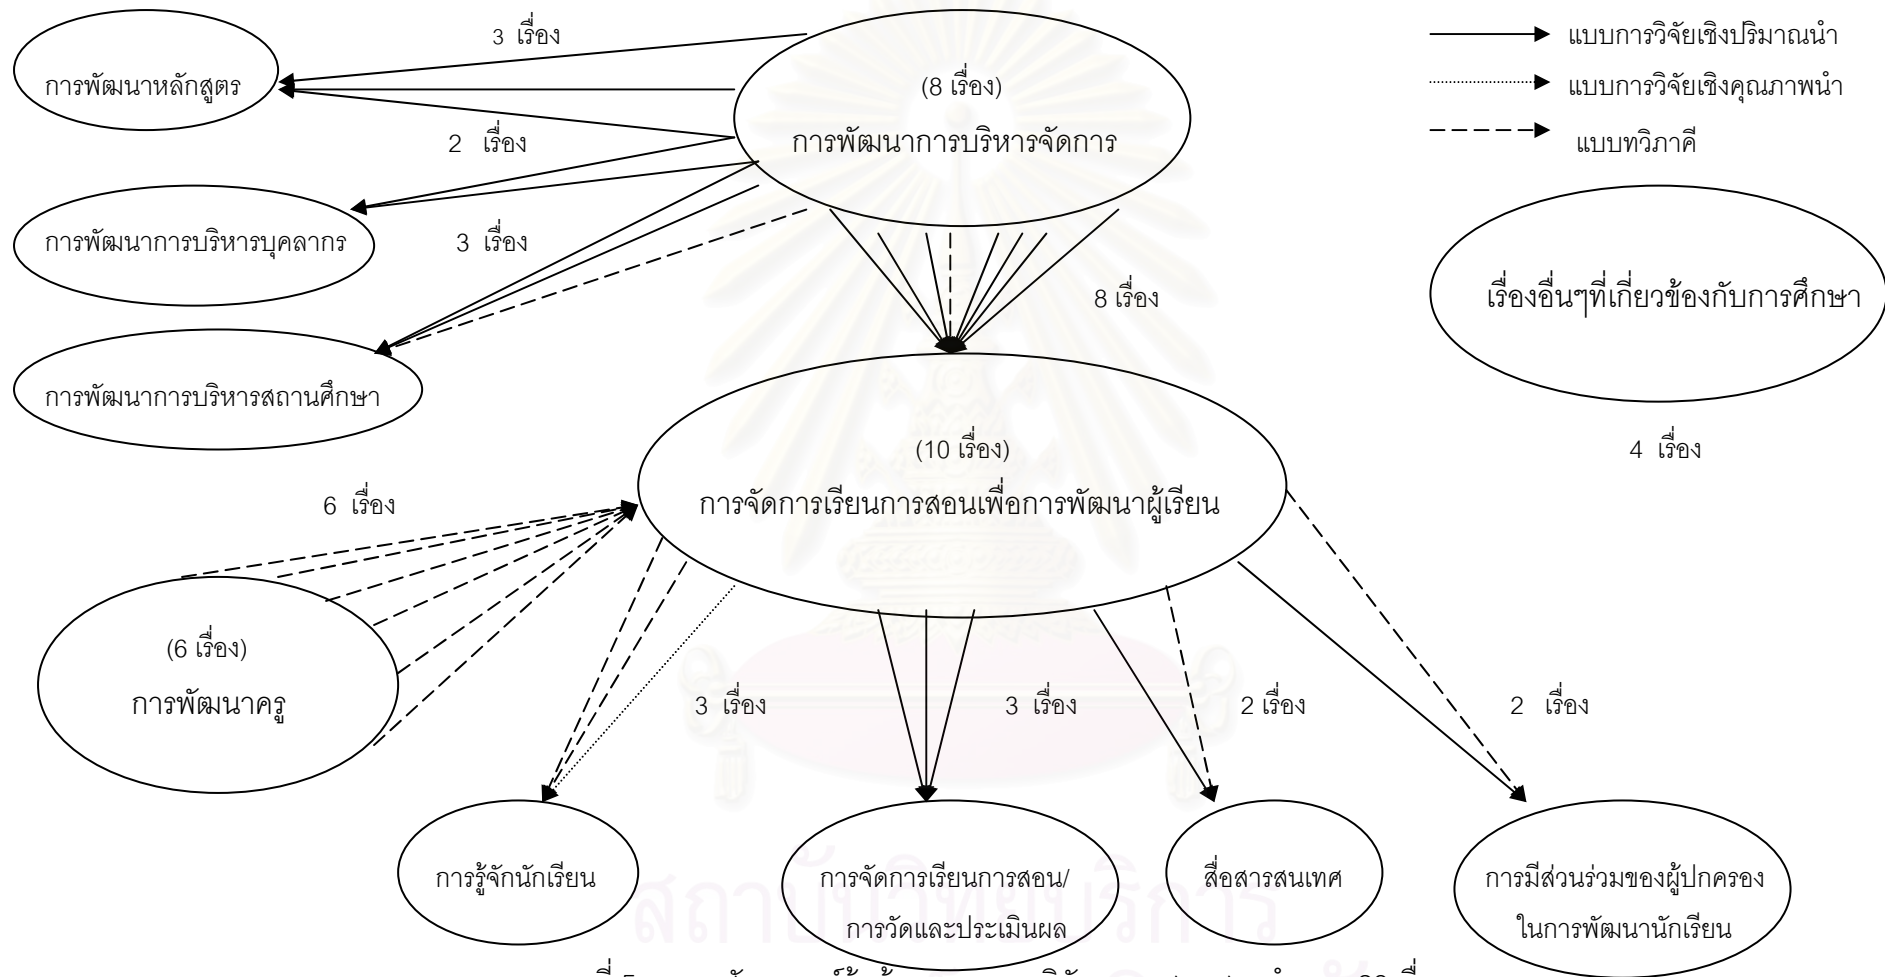 3 เรื่อง
การพัฒนาหลักสูตร
(8 เรื่อง)
การพัฒนาการบริหารจัดการ
แบบการวิจัยเชิงปริมาณนำ
แบบการวิจัยเชิงคุณภาพนำ
แบบทวิภาคี
2 เรื่อง
การพัฒนาการบริหารบุคลากร
3 เรื่อง
8 เรื่อง
เรื่องอื่นๆที่เกี่ยวข้องกับการศึกษา
การพัฒนาการบริหารสถานศึกษา
4 เรื่อง
(10 เรื่อง)
การจัดการเรียนการสอนเพื่อการพัฒนาผู้เรียน
6 เรื่อง
(6 เรื่อง)
การพัฒนาครู
3 เรื่อง
3 เรื่อง
2 เรื่อง
2 เรื่อง
การรู้จักนักเรียน
การจัดการเรียนการสอน/
การวัดและประเมินผล
สื่อสารสนเทศ
การมีส่วนร่วมของผู้ปกครอง
ในการพัฒนานักเรียน
สถาบันวิทยบริการ